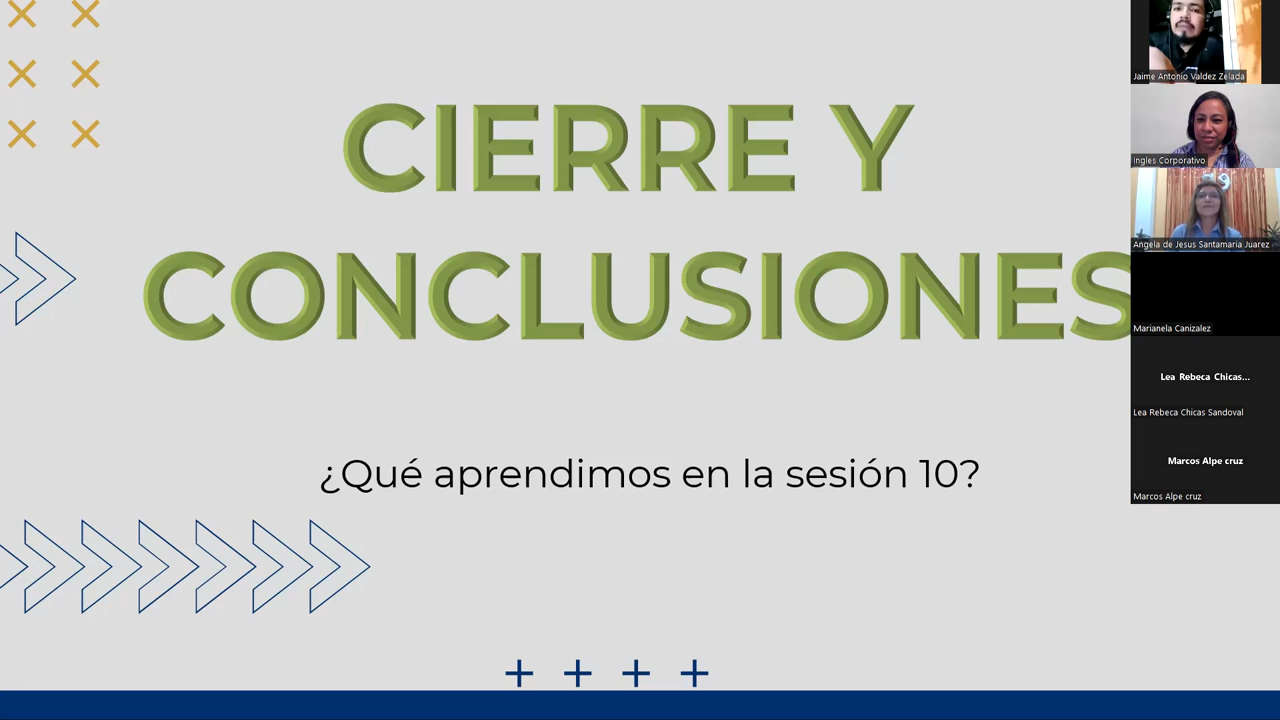 CIERRE Y
CONCLUSIONES
¿Qué aprendimos en la sesión 10?
Jaime Antonio Valdez Zelada
Ingles Corporativo
Angela de Jesus Santamaria Juarez
Marianela Canizalez
Lea Rebeca Chicas...
Lea Rebeca Chicas Sandoval
Marcos Alpe cruz
Marcos Alpe cruz